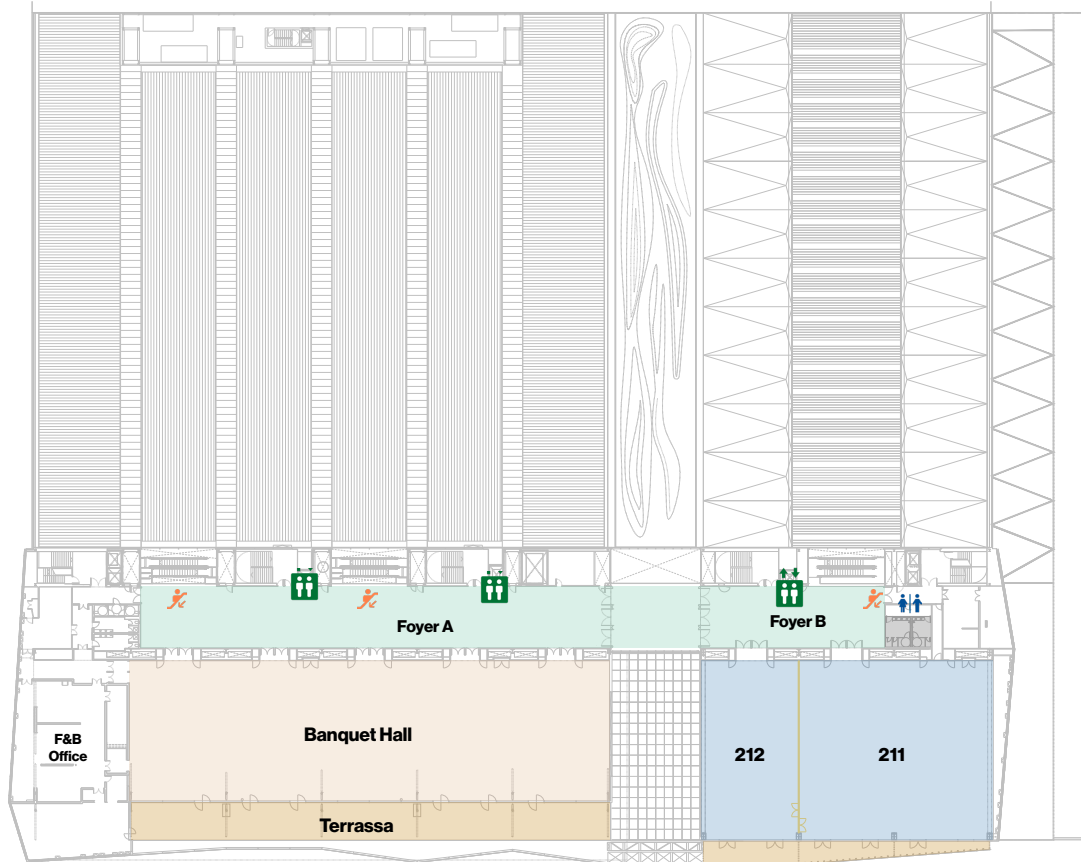 Foyer A
Foyer B
F&B
Office
Banquet Hall
212
211
Terrassa